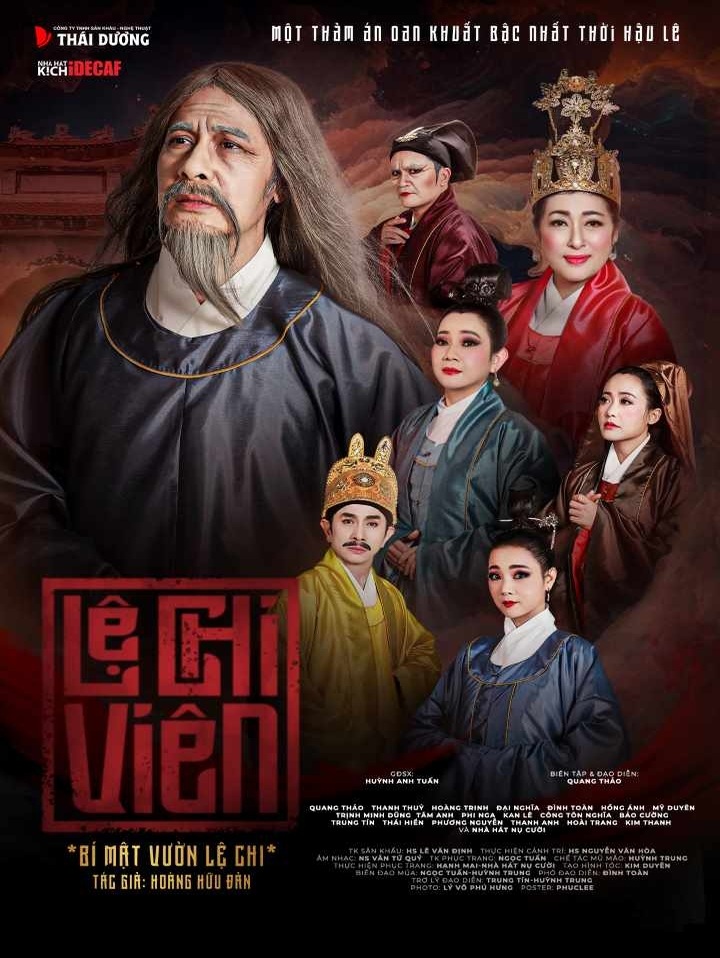 CÔNG TY TNHH SÂN KHẤU - NGHỆ THUẬT
THÁI DƯƠNG
NHÀ HÁT
KỊCH IDECAF
MỘT THẢM ÁN OAN KHUẤT BẬC NHẤT THỜI HẬU LÊ
LỆ CHI
VIÊN
*BÍ MẬT VƯỜN LỆ CHI*
TÁC GIẢ: HOÀNG HỮU ĐẢN
GĐSX:
HUỲNH ANH TUẤN
BIÊN TẬP & ĐẠO DIỄN:
QUANG THẢO
QUANG THẢO THANH THUỶ HOÀNG TRINH ĐẠI NGHĨA ĐÌNH TOÀN HỒNG ÁNH MỸ DUYÊN
TRỊNH MINH DŨNG TÂM ANH PHI NGA KAN LÊ CÔNG TÔN NGHĨA BẢO CƯỜNG
TRUNG TÍN THÁI HIỀN PHƯƠNG NGUYÊN THANH ANH HOÀI TRANG KIM THANH
VÀ NHÀ HÁT NỤ CƯỜI
TK SÂN KHẤU: HS LÊ VĂN ĐỊNH THỰC HIỆN CẢNH TRÍ: HS NGUYỄN VĂN HÒA
ÂM NHẠC: NS VĂN TỨ QUÝ TK PHỤC TRANG: NGỌC TUẤN CHẾ TÁC MŨ MÃO: HUỲNH TRUNG
THỰC HIỆN PHỤC TRANG: HẠNH MAI-NHÀ HÁT NỤ CƯỜI TẠO HÌNH TÓC: KIM DUYÊN
BIÊN ĐẠO MÚA: NGỌC TUẤN-HUỲNH TRUNG PHÓ ĐẠO DIỄN: ĐÌNH TOÀN
TRỢ LÝ ĐẠO DIỄN: TRUNG TÍN-HUỲNH TRUNG
PHOTO: LÝ VÕ PHÚ HƯNG POSTER: PHUCLEE